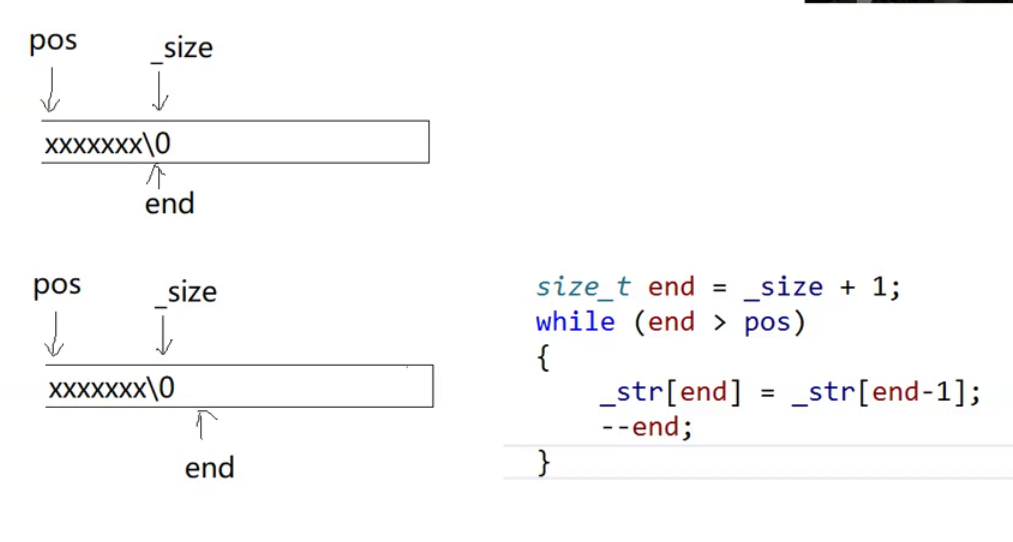 pos _size
xxxxxxx\0
end
pos _size
xxxxxxx\0
end
size_t end = _size + 1;
while (end > pos)
{
_str[end] = _str[end-1];
--end;
}